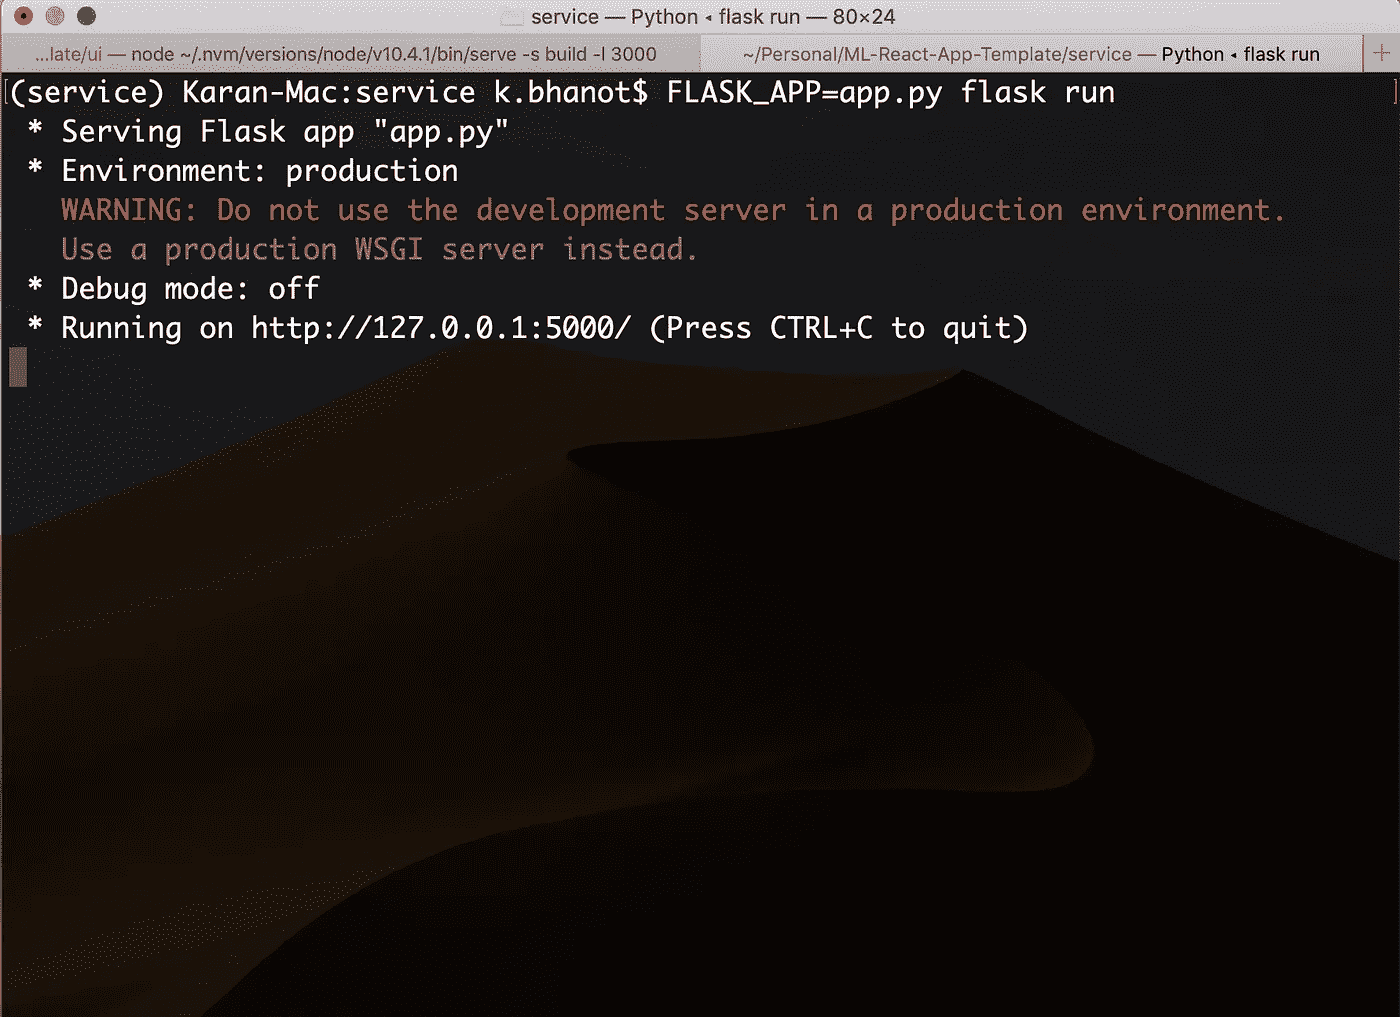 service — Python ◂ flask run — 80×24
...late/ui — node ~/.nvm/versions/node/v10.4.1/bin/serve -s build -l 3000
~/Personal/ML-React-App-Template/service — Python ◂ flask run
(service) Karan-Mac:service k.bhanot$ FLASK_APP=app.py flask run
* Serving Flask app "app.py"
* Environment: production
WARNING: Do not use the development server in a production environment.
Use a production WSGI server instead.
* Debug mode: off
* Running on http://127.0.0.1:5000/ (Press CTRL+C to quit)